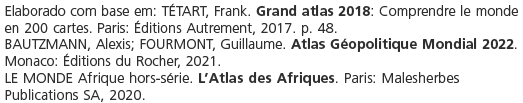 Elaborado com base em: TÉTART, Frank. Grand atlas 2018: Comprendre le monde
en 200 cartes. Paris: Éditions Autrement, 2017. p. 48.
BAUTZMANN, Alexis; FOURMONT, Guillaume. Atlas Géopolitique Mondial 2022.
Monaco: Éditions du Rocher, 2021.
LE MONDE Afrique hors-série. L’Atlas des Afriques. Paris: Malesherbes
Publications SA, 2020.